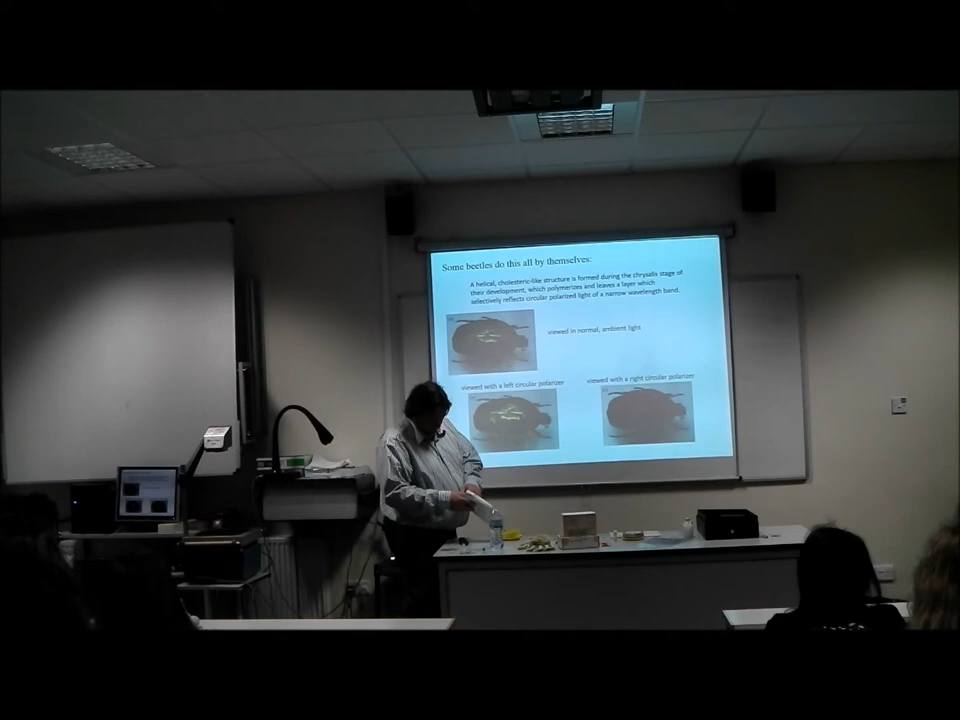 Some beetles do this all by themselves:
A helical, cholesteric-like structure is formed during the chrysalis stage of
their development, which polymerizes and leaves a layer which
selectively reflects circular polarized light of a narrow wavelength band.
viewed in normal, ambient light
viewed with a left circular polarizer
viewed with a right circular polarizer